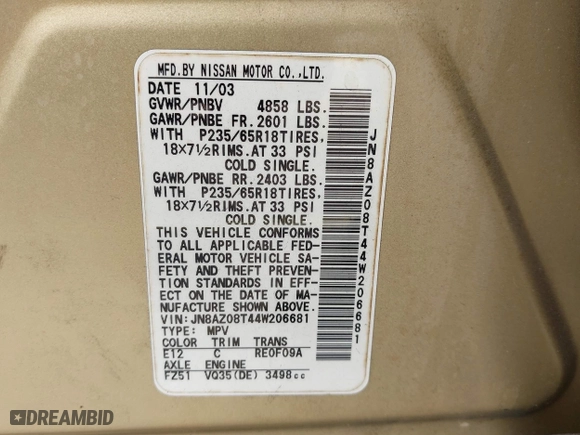 MFD.BY NISSAN MOTOR CO.,LTD.
DATE 11/03
GVWR/PNBV 4858 LBS.
GAWR/PNBE FR.2601 LBS.
WITH P235/65R18TIRES,
18×7½RIMS.AT 33 PSI
COLD SINGLE.
GAWR/PNBE RR.2403 LBS.
WITH P235/65R18TIRES,
18×7½RIMS.AT 33 PSI
COLD SINGLE.
THIS VEHICLE CONFORMS
TO ALL APPLICABLE FED-
ERAL MOTOR VEHICLE SA-
FETY AND THEFT PREVEN-
TION STANDARDS IN EFF-
ECT ON THE DATE OF MA-
NUFACTURE SHOWN ABOVE.
VIN:JN8AZ08T44W206681
TYPE: MPV
COLOR TRIM TRANS
E12 C RE0F09A
AXLE ENGINE
FZ51 VQ35(DE) 3498cc
JN8AZ08T44W206681
DREAMBID